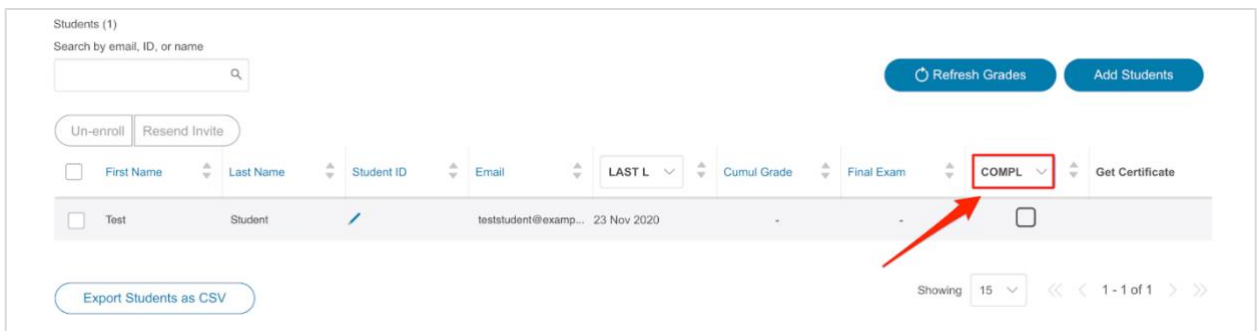 Students (1)
Search by email, ID, or name
Refresh Grades
Add Students
Un-enroll Resend Invite
First Name Last Name Student ID Email LAST L Cumul Grade Final Exam COMPL Get Certificate
Test Student teststudent@examp... 23 Nov 2020 - -
Export Students as CSV
Showing 15 1 - 1 of 1